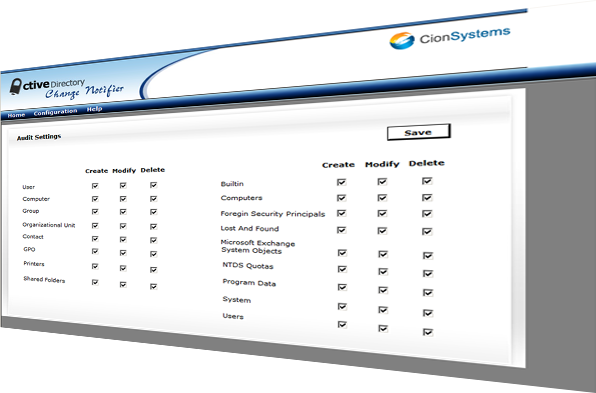 CionSystems
ctive Directory
Change Notifier
Home Configuration Help
Audit Settings
Save
Create Modify Delete
User
Computer
Group
Organizational Unit
Contact
GPO
Printers
Shared Folders
Create Modify Delete
Builtin
Computers
Foregin Security Principals
Lost And Found
Microsoft Exchange
System Objects
NTDS Quotas
Program Data
System
Users